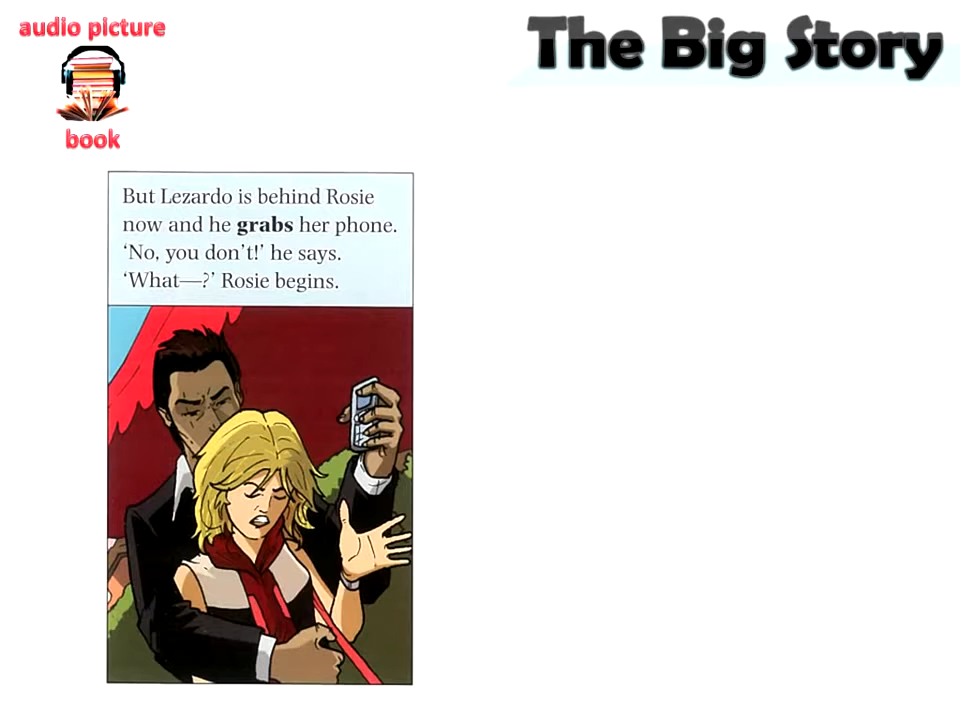 audio picture
book
The Big Story
But Lezardo is behind Rosie
now and he grabs her phone.
‘No, you don’t!’ he says.
‘What—?’ Rosie begins.